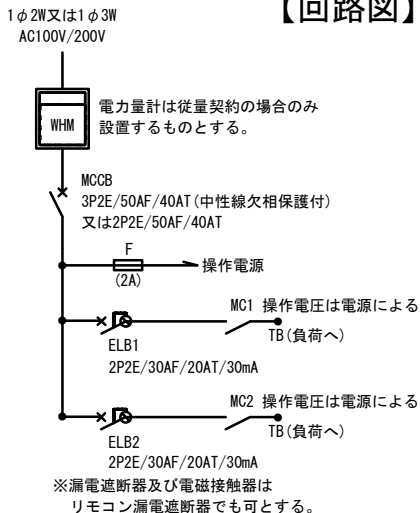 【回路図】
1φ2W又は1φ3W
AC100V/200V
WHM
電力量計は従量契約の場合のみ
設置するものとする。
MCCB
3P2E/50AF/40AT(中性線欠相保護付)
又は2P2E/50AF/40AT
F
(2A)
操作電源
MC1 操作電圧は電源による
TB(負荷へ)
ELB1
2P2E/30AF/20AT/30mA
MC2 操作電圧は電源による
TB(負荷へ)
ELB2
2P2E/30AF/20AT/30mA
※漏電遮断器及び電磁接触器は
リモコン漏電遮断器でも可とする。